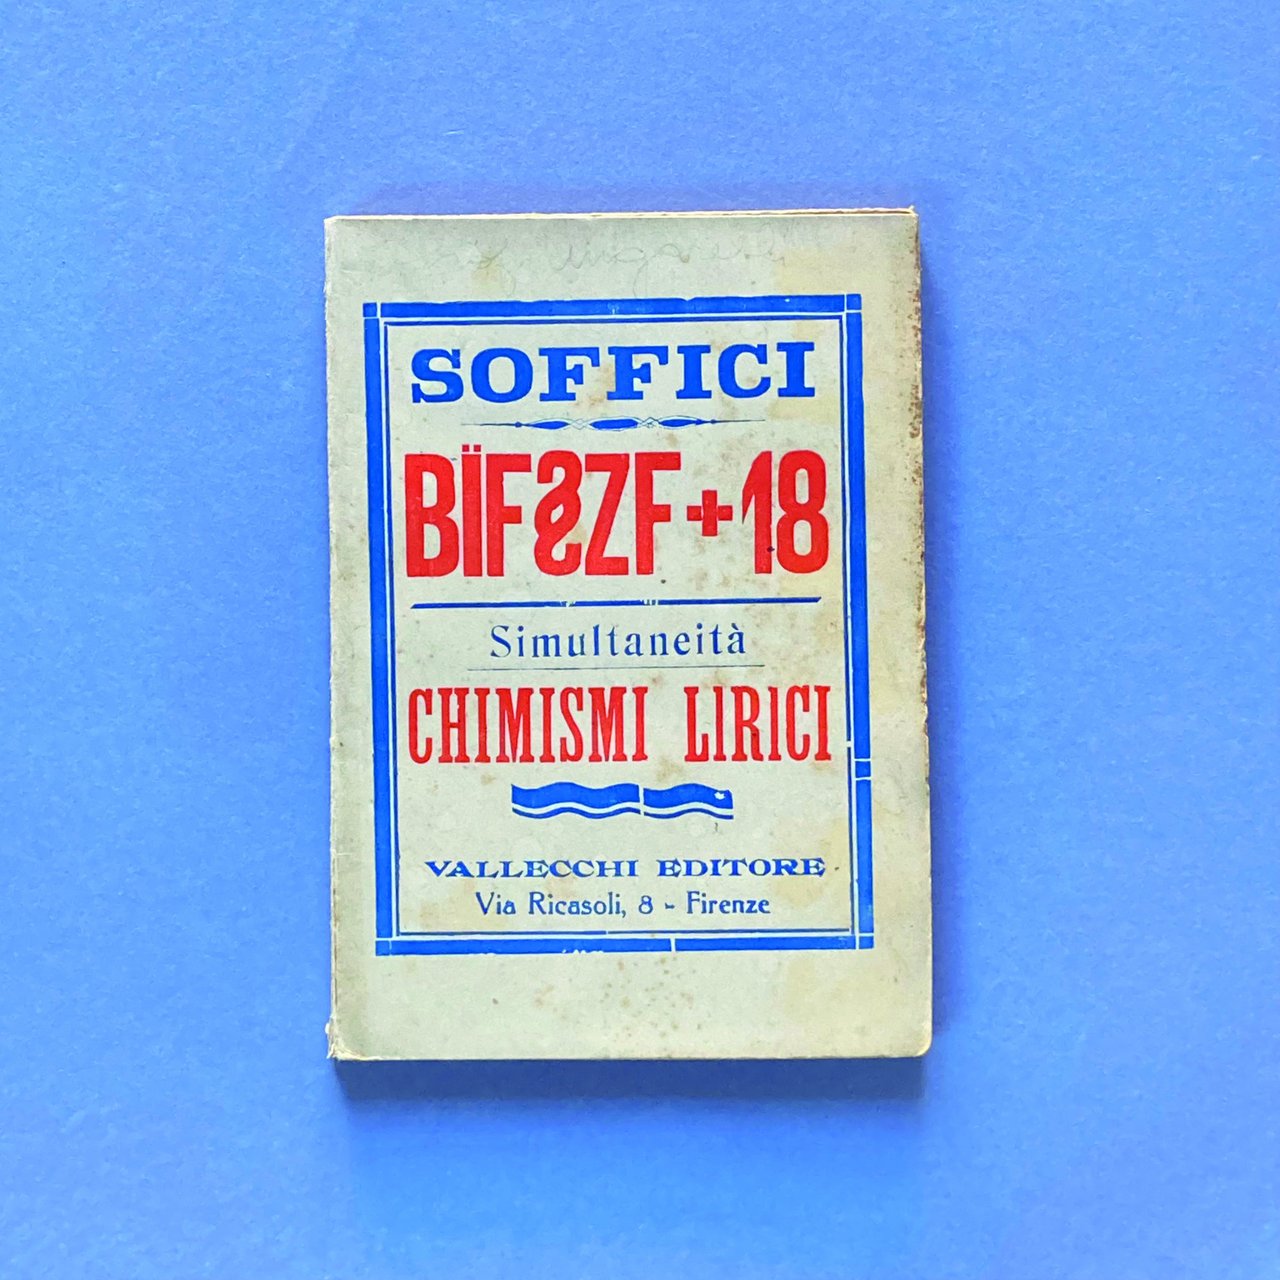 SOFFICI
BÏF§ZF+18
Simultaneità
CHIMISMI LIRICI
VALLECCHI EDITORE
Via Ricasoli, 8 - Firenze